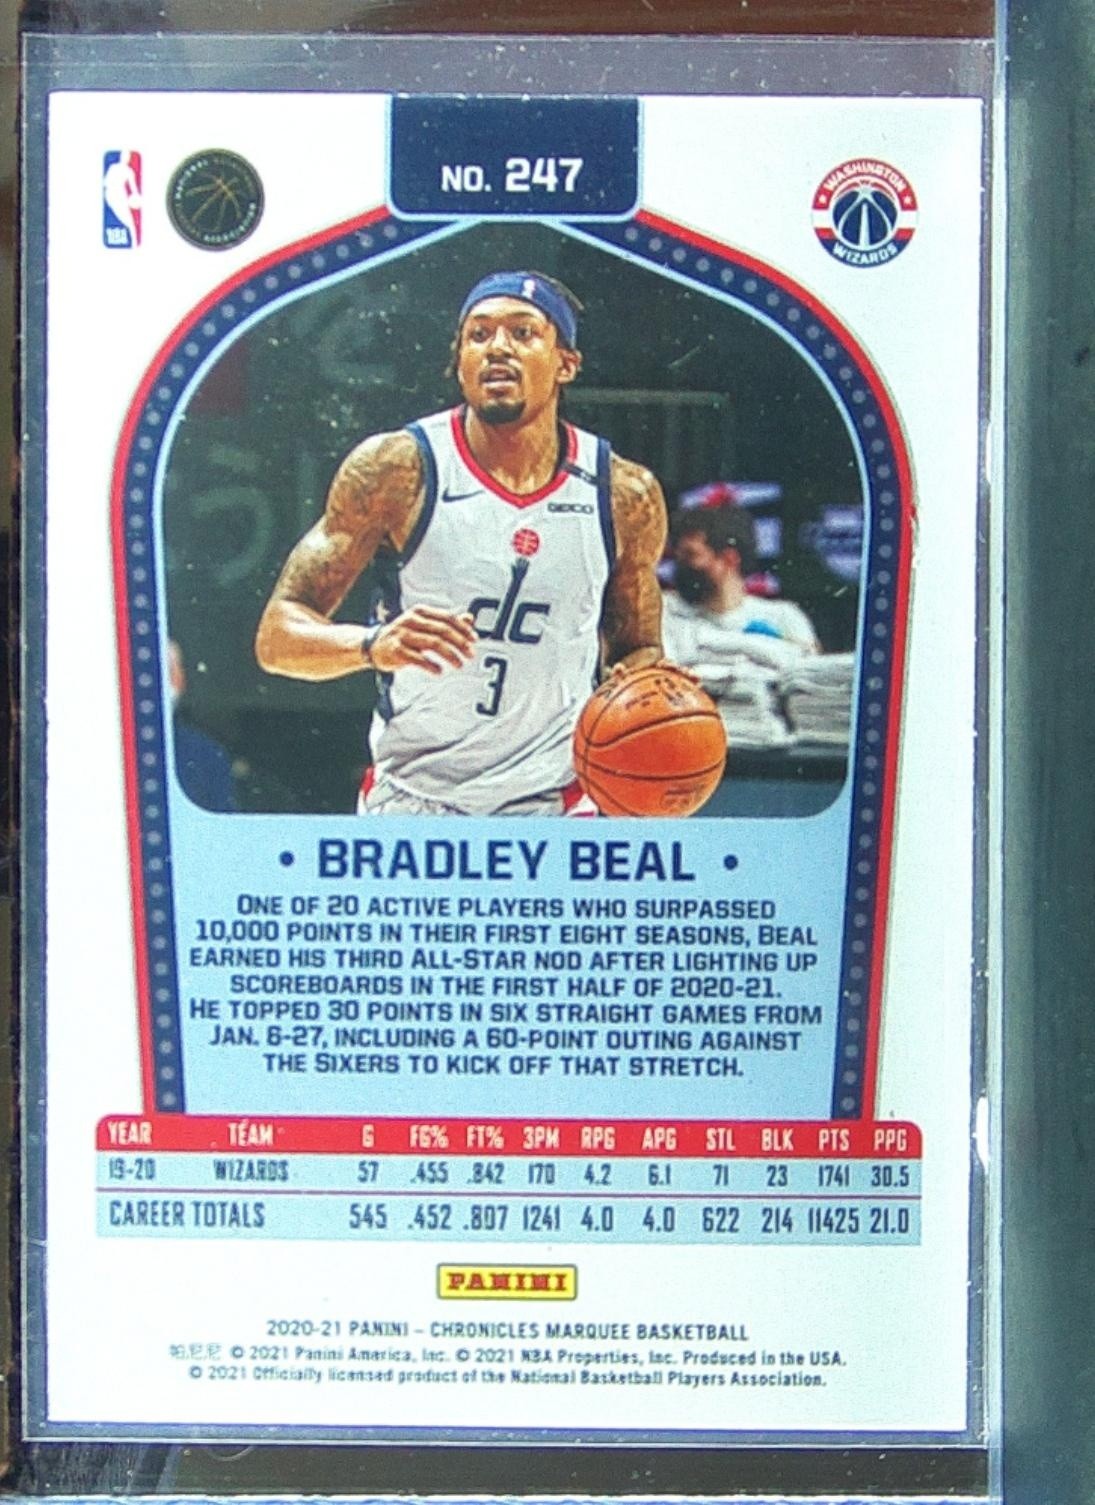 NO. 247
WASHINGTON
WIZARDS
GEICO
dc
3
• BRADLEY BEAL •
ONE OF 20 ACTIVE PLAYERS WHO SURPASSED
10,000 POINTS IN THEIR FIRST EIGHT SEASONS, BEAL
EARNED HIS THIRD ALL-STAR NOD AFTER LIGHTING UP
SCOREBOARDS IN THE FIRST HALF OF 2020-21.
HE TOPPED 30 POINTS IN SIX STRAIGHT GAMES FROM
JAN. 6-27, INCLUDING A 60-POINT OUTING AGAINST
THE SIXERS TO KICK OFF THAT STRETCH.
YEAR TEAM G FG% FT% 3PM RPG APG STL BLK PTS PPG
19-20 WIZARDS 57 .455 .842 170 4.2 6.1 71 23 1741 30.5
CAREER TOTALS 545 .452 .807 1241 4.0 4.0 622 214 11425 21.0
PANINI
2020-21 PANINI – CHRONICLES MARQUEE BASKETBALL
帕尼尼 © 2021 Panini America, Inc. © 2021 NBA Properties, Inc. Produced in the USA.
© 2021 Officially licensed product of the National Basketball Players Association.